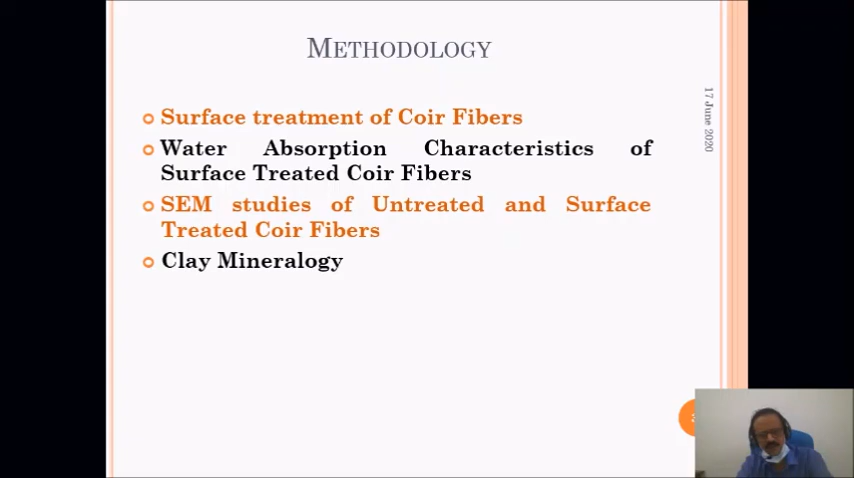 METHODOLOGY
17 June 2020
Surface treatment of Coir Fibers
Water Absorption Characteristics of
Surface Treated Coir Fibers
SEM studies of Untreated and Surface
Treated Coir Fibers
Clay Mineralogy